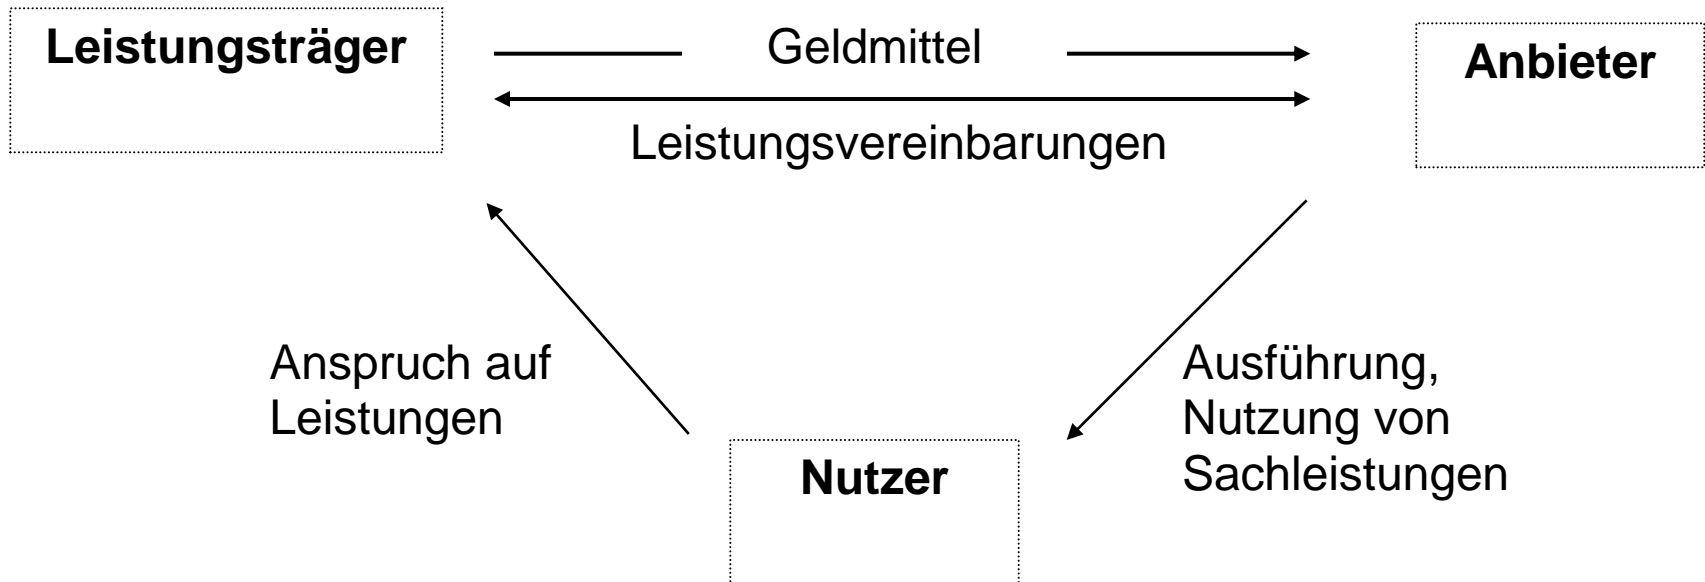 Leistungsträger
Geldmittel
Anbieter
Leistungsvereinbarungen
Anspruch auf
Leistungen
Ausführung,
Nutzung von
Sachleistungen
Nutzer